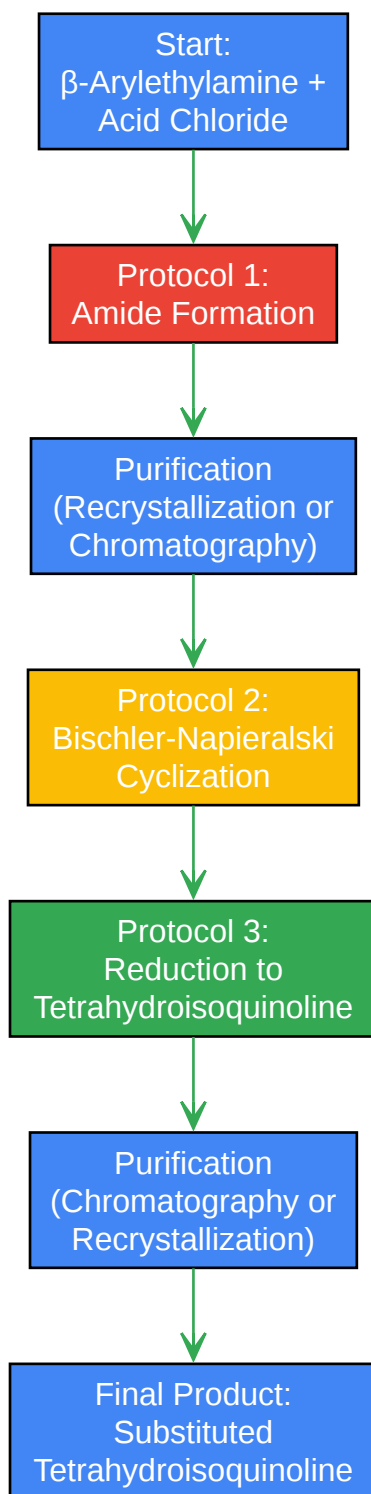 Start:
β-Arylethylamine +
Acid Chloride
Protocol 1:
Amide Formation
Purification
(Recrystallization or
Chromatography)
Protocol 2:
Bischler-Napieralski
Cyclization
Protocol 3:
Reduction to
Tetrahydroisoquinoline
Purification
(Chromatography or
Recrystallization)
Final Product:
Substituted
Tetrahydroisoquinoline